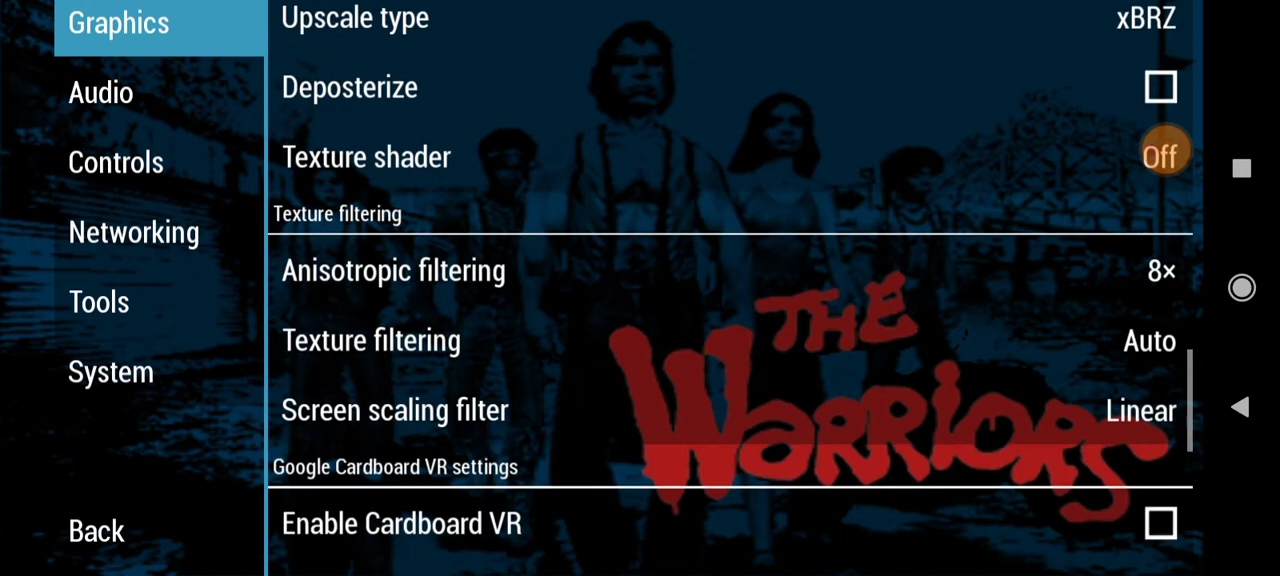 Graphics
Audio
Controls
Networking
Tools
System
Back
Upscale type xBRZ
Deposterize
Texture shader Off
Texture filtering
Anisotropic filtering 8×
Texture filtering Auto
Screen scaling filter Linear
Google Cardboard VR settings
Enable Cardboard VR
THE
WARRIORS